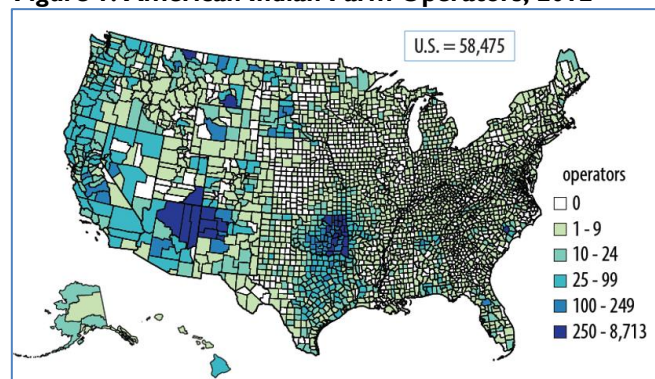 Figure 1. American Indian Farm Operators, 2012
U.S. = 58,475
operators
0
1 - 9
10 - 24
25 - 99
100 - 249
250 - 8,713